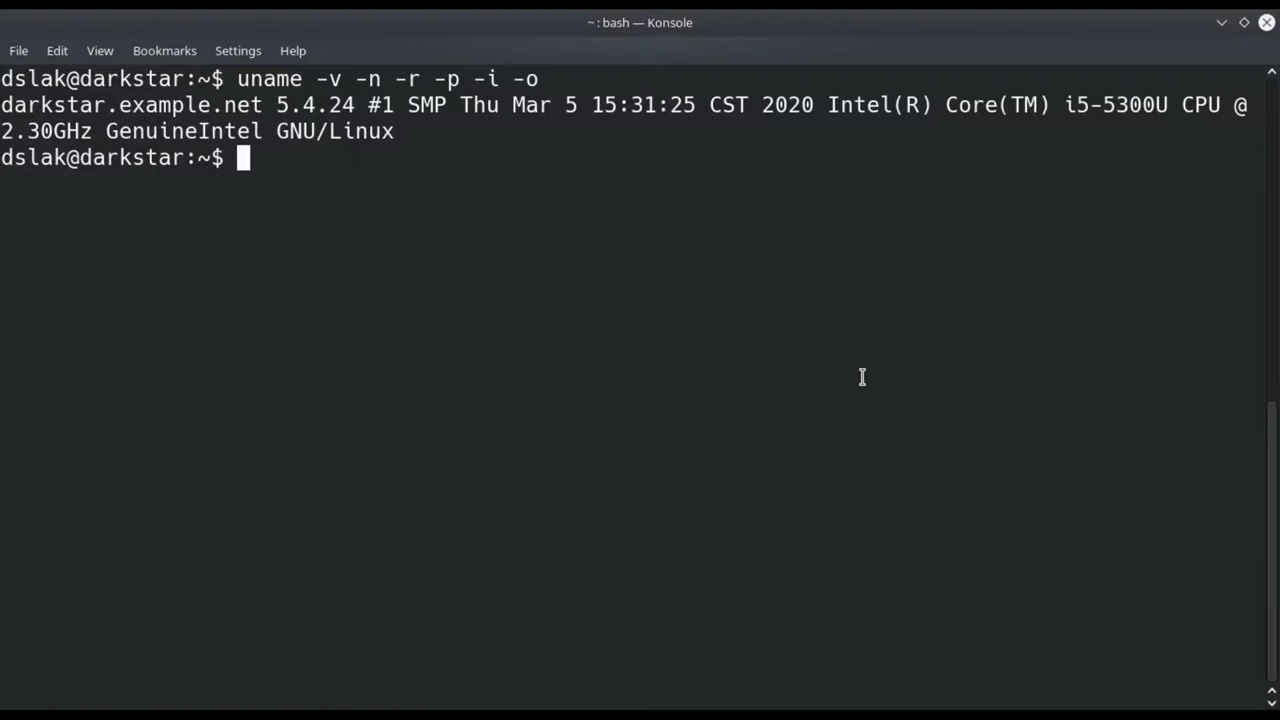 ~ : bash — Konsole
File Edit View Bookmarks Settings Help
dslak@darkstar:~$ uname -v -n -r -p -i -o
darkstar.example.net 5.4.24 #1 SMP Thu Mar 5 15:31:25 CST 2020 Intel(R) Core(TM) i5-5300U CPU @
2.30GHz GenuineIntel GNU/Linux
dslak@darkstar:~$